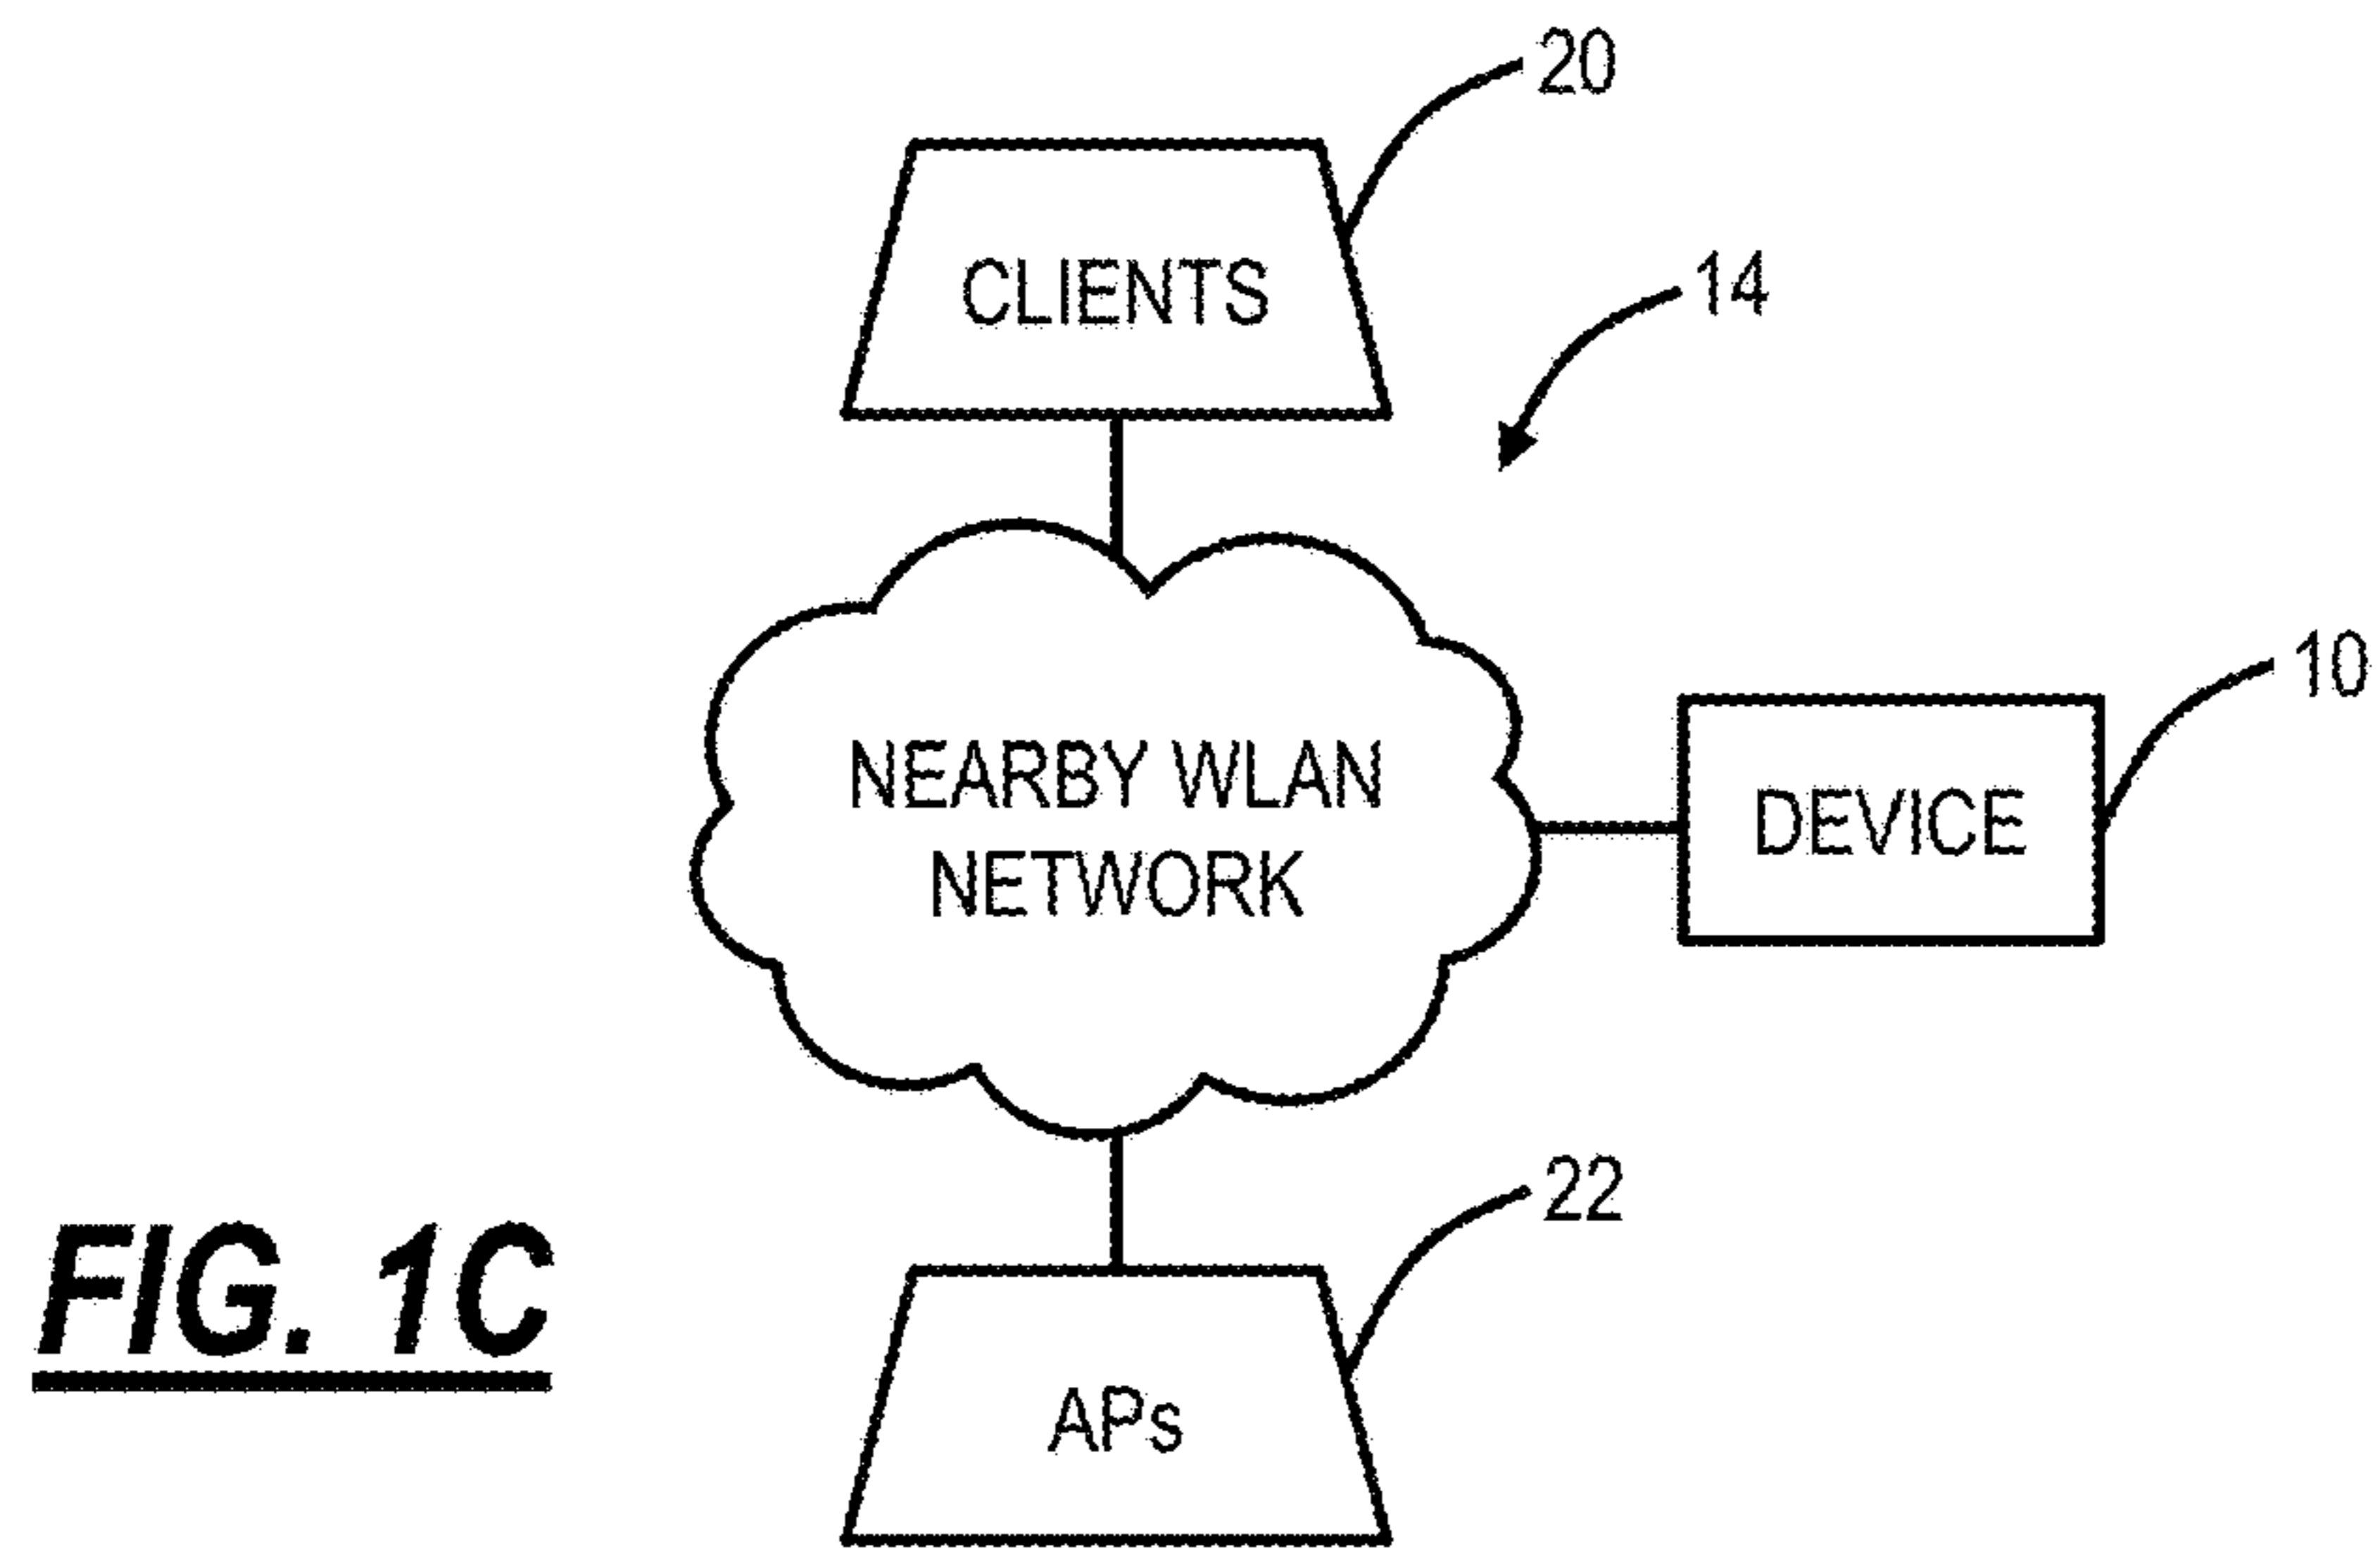 20
CLIENTS
14
NEARBY WLAN
NETWORK
10
DEVICE
22
APs
FIG. 1C